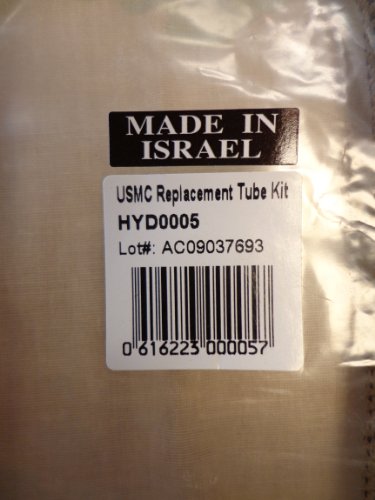 MADE IN
ISRAEL
USMC Replacement Tube Kit
HYD0005
Lot#: AC09037693
0 616223 000057